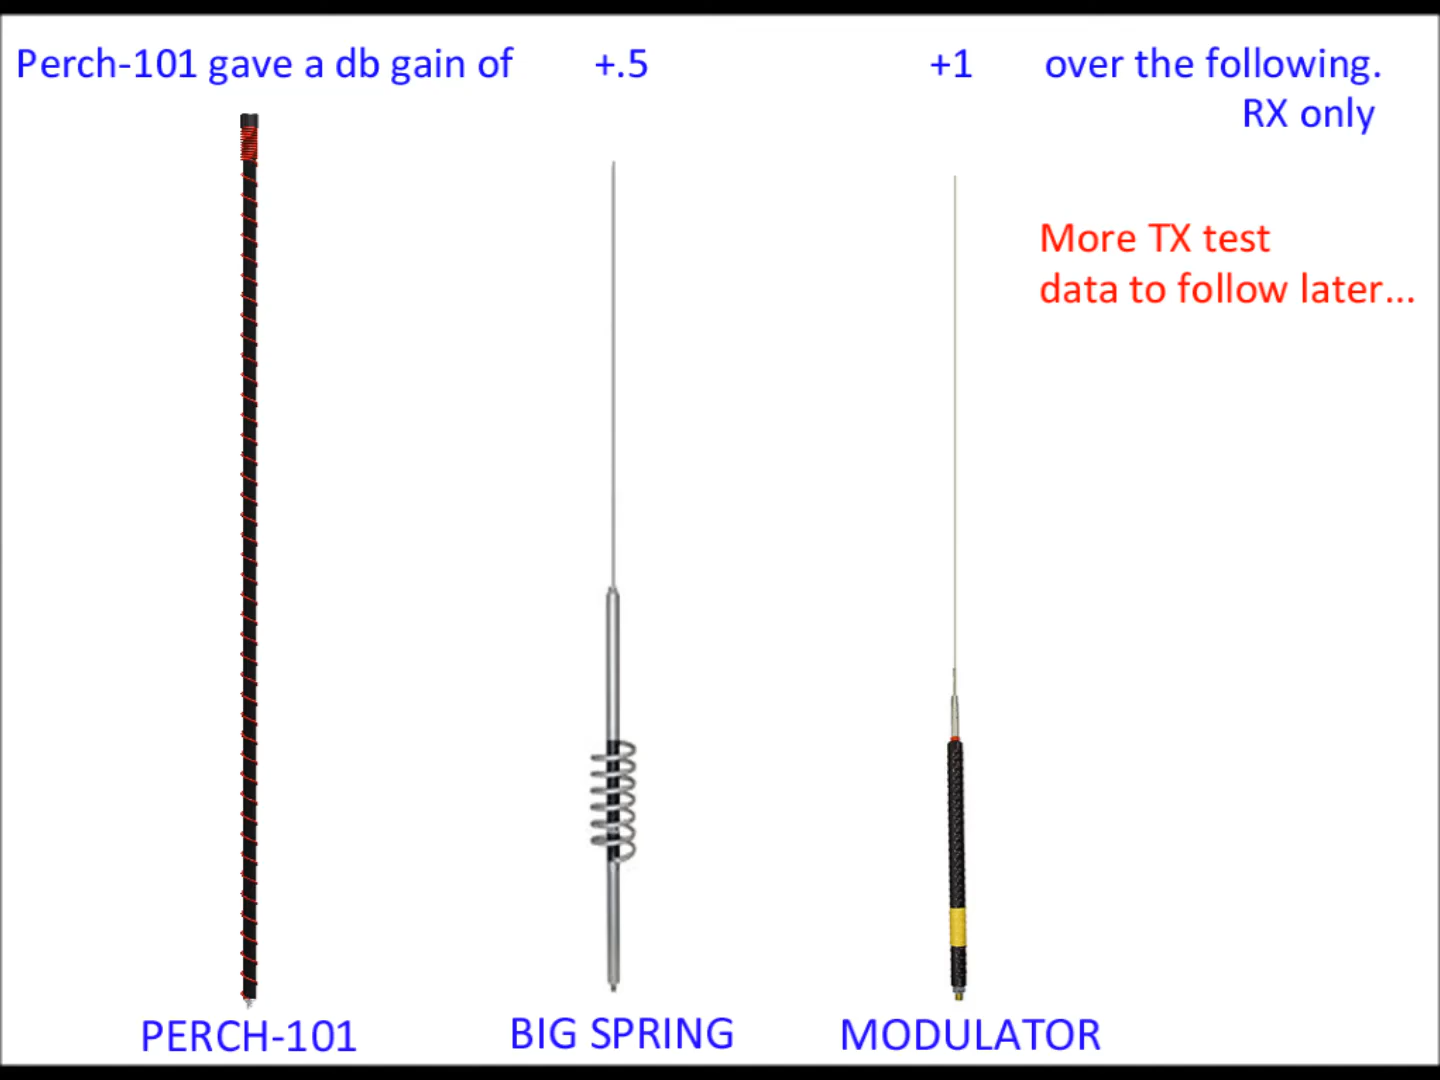 Perch-101 gave a db gain of +.5 +1 over the following.
RX only
More TX test
data to follow later...
PERCH-101 BIG SPRING MODULATOR